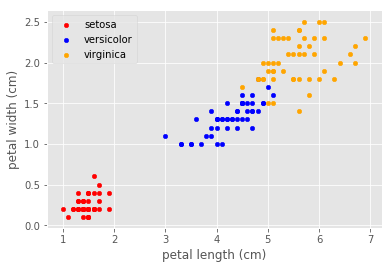 setosa
versicolor
virginica
2.5
2.0
1.5
1.0
0.5
0.0
petal width (cm)
1 2 3 4 5 6 7
petal length (cm)